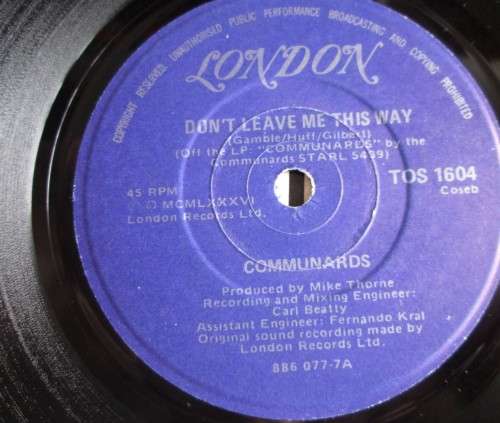 COPYRIGHT RESERVED. UNAUTHORISED PUBLIC PERFORMANCE BROADCASTING AND COPYING PROHIBITED
LONDON
DON'T LEAVE ME THIS WAY
(Gamble/Huff/Gilbert)
(Off the LP: "COMMUNARDS" by the
Communards STARL 5459)
TOS 1604
Coseb
45 RPM
Ⓟ MCMLXXXVI
London Records Ltd.
COMMUNARDS
Produced by Mike Thorne
Recording and Mixing Engineer:
Carl Beatty
Assistant Engineer: Fernando Kral
Original sound recording made by
London Records Ltd.
886 077-7A